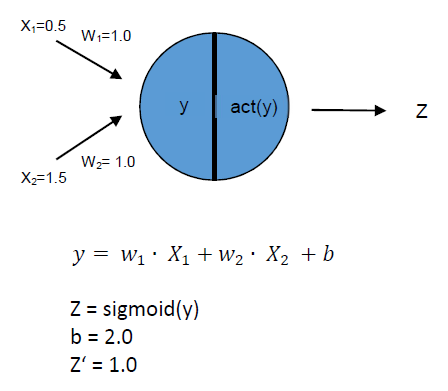 X₁=0.5
W₁=1.0
y
act(y)
Z
W₂= 1.0
X₂=1.5
y = w₁ · X₁ + w₂ · X₂ + b
Z = sigmoid(y)
b = 2.0
Z‘ = 1.0